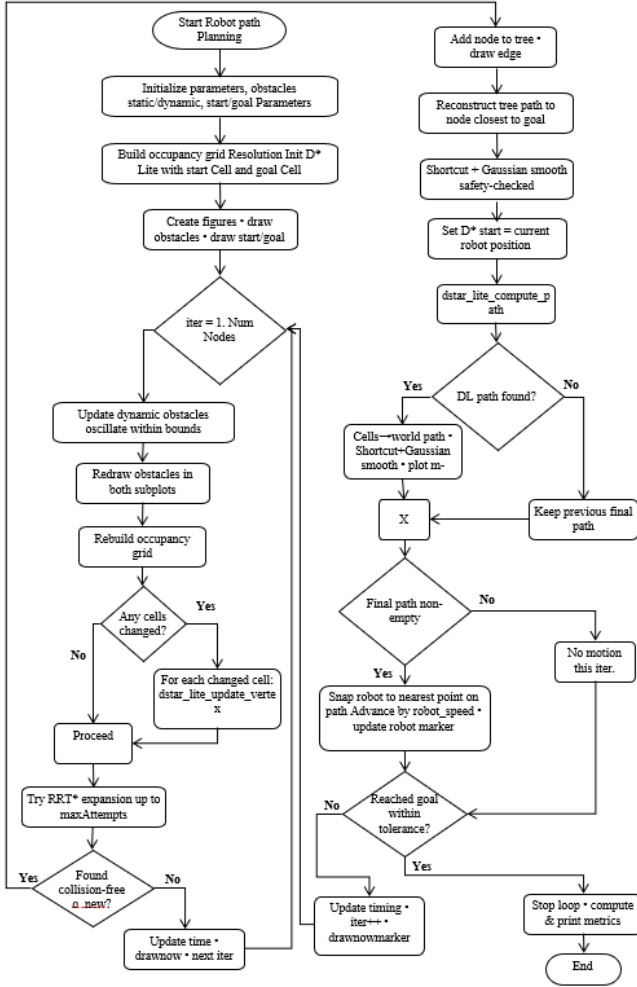 Start Robot path
Planning
Initialize parameters, obstacles
static/dynamic, start/goal Parameters
Build occupancy grid Resolution Init D*
Lite with start Cell and goal Cell
Create figures • draw
obstacles • draw start/goal
iter = 1. Num
Nodes
Update dynamic obstacles
oscillate within bounds
Redraw obstacles in
both subplots
Rebuild occupancy
grid
Any cells
changed?
Yes
No
For each changed cell:
dstar_lite_update_verte
x
Proceed
Try RRT* expansion up to
maxAttempts
Yes
Found
collision-free
q_new?
No
Update time •
drawnow • next iter
Add node to tree •
draw edge
Reconstruct tree path to
node closest to goal
Shortcut + Gaussian smooth
safety-checked
Set D* start = current
robot position
dstar_lite_compute_p
ath
DL path found?
Yes
No
Cells→world path •
Shortcut+Gaussian
smooth • plot m-
Keep previous final
path
X
Final path non-
empty
No
Yes
No motion
this iter.
Snap robot to nearest point on
path Advance by robot_speed •
update robot marker
Reached goal
within
tolerance?
No
Yes
Update timing •
iter++ •
drawnowmarker
Stop loop • compute
& print metrics
End